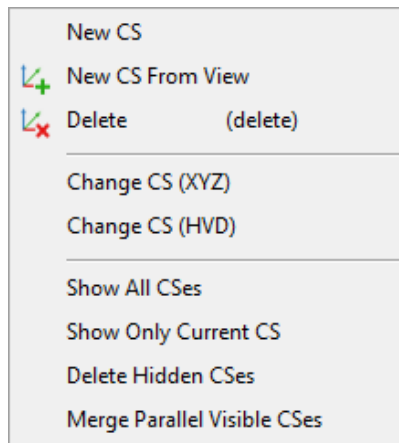 New CS
New CS From View
Delete (delete)
Change CS (XYZ)
Change CS (HVD)
Show All CSes
Show Only Current CS
Delete Hidden CSes
Merge Parallel Visible CSes